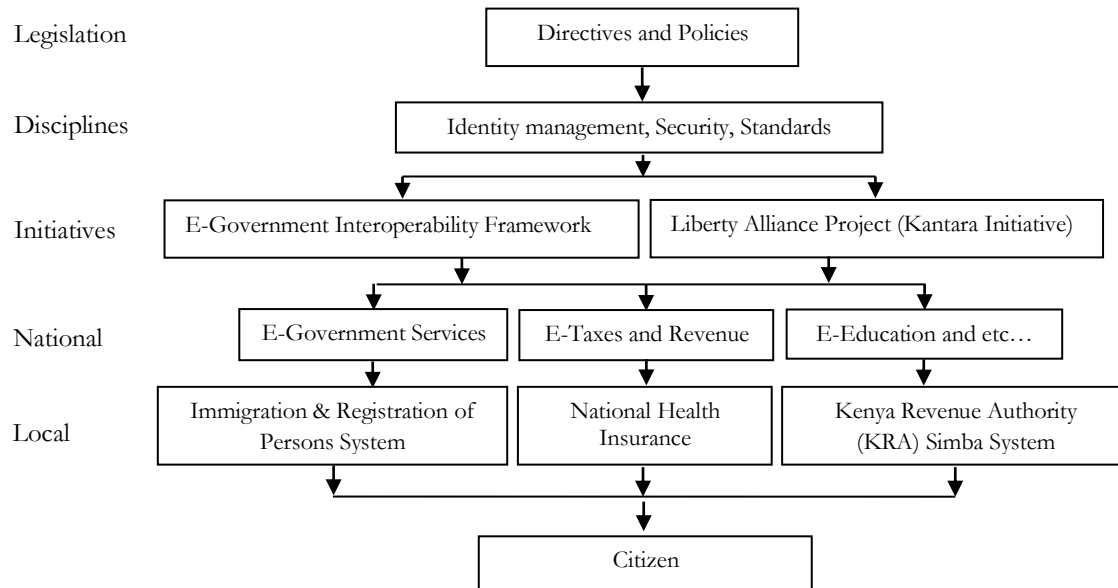 Legislation
Directives and Policies
Disciplines
Identity management, Security, Standards
Initiatives
E-Government Interoperability Framework
Liberty Alliance Project (Kantara Initiative)
National
E-Government Services
E-Taxes and Revenue
E-Education and etc…
Local
Immigration & Registration of
Persons System
National Health
Insurance
Kenya Revenue Authority
(KRA) Simba System
Citizen